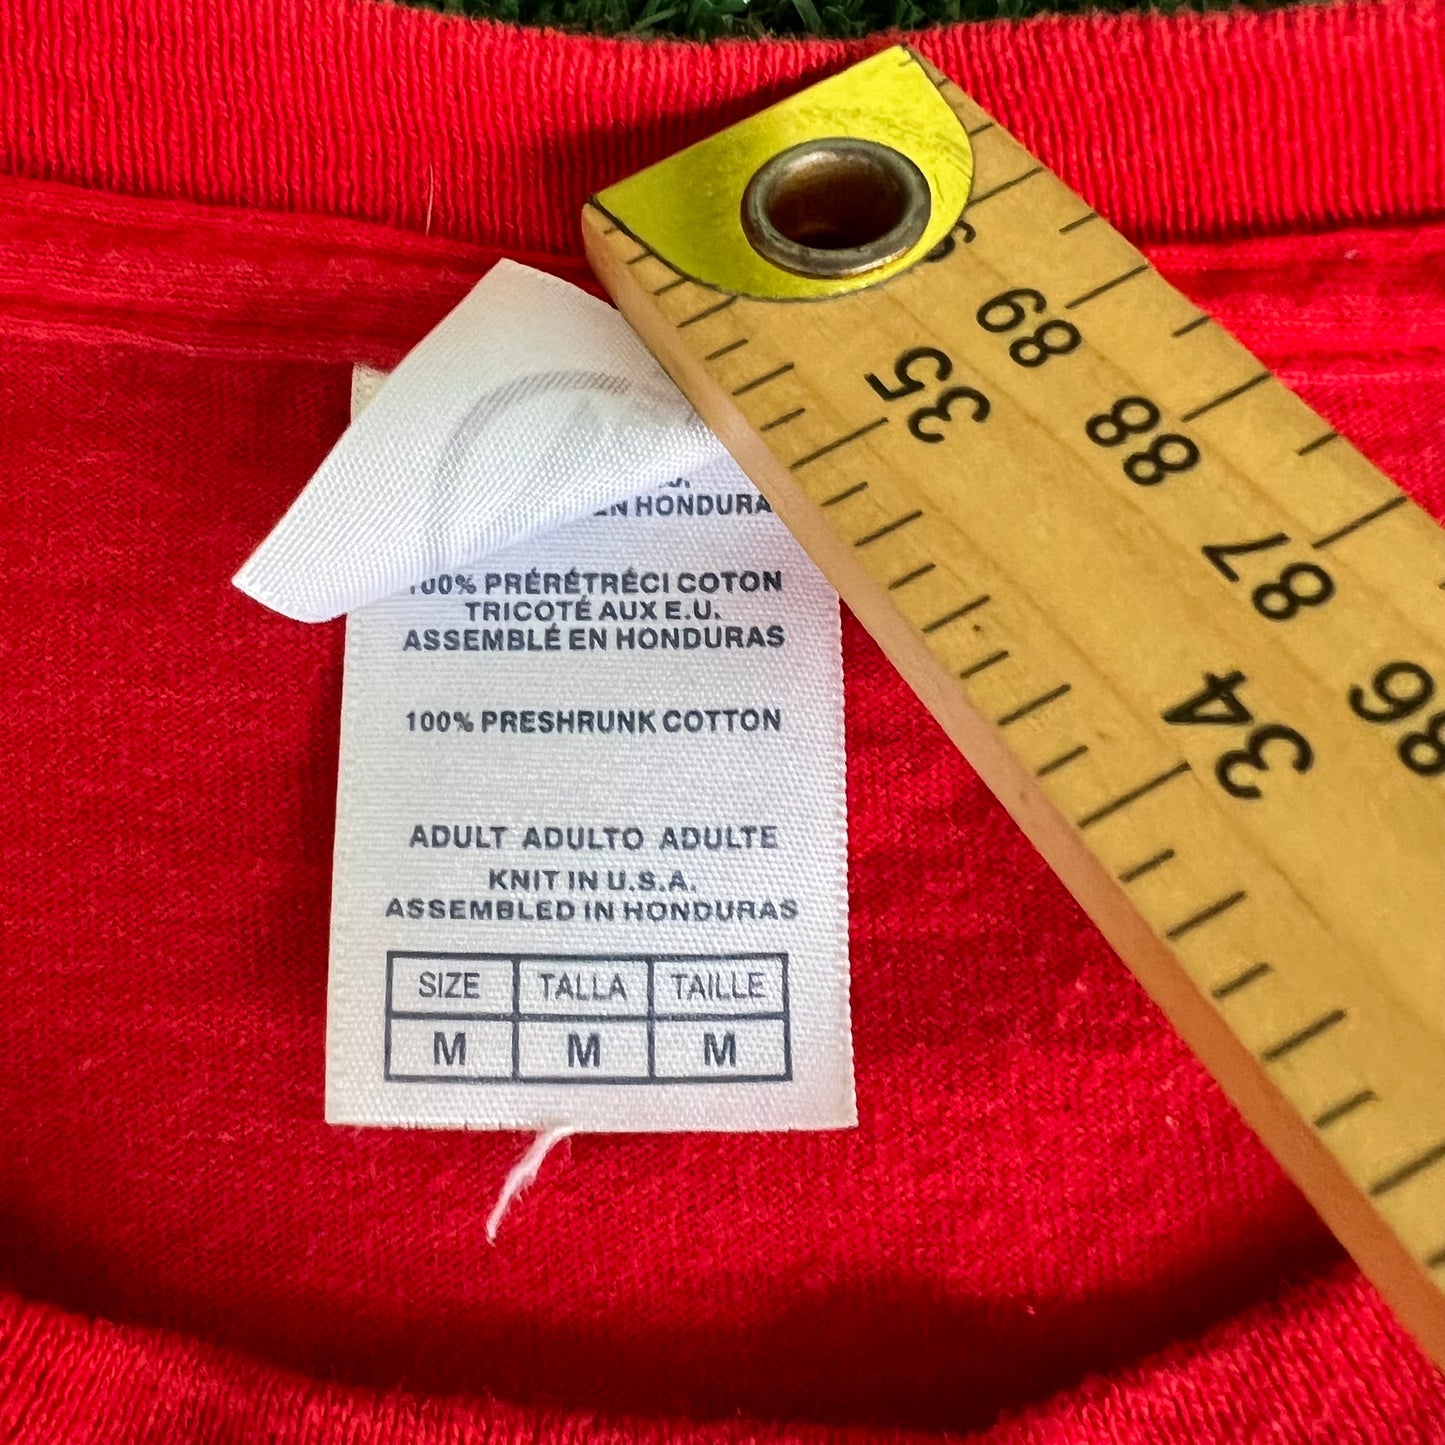 EN HONDURAS
100% PRÉRÉTRÉCI COTON
TRICOTÉ AUX E.U.
ASSEMBLÉ EN HONDURAS
100% PRESHRUNK COTTON
ADULT ADULTO ADULTE
KNIT IN U.S.A.
ASSEMBLED IN HONDURAS
SIZE TALLA TAILLE
M M M
89
35
88
87
34
86